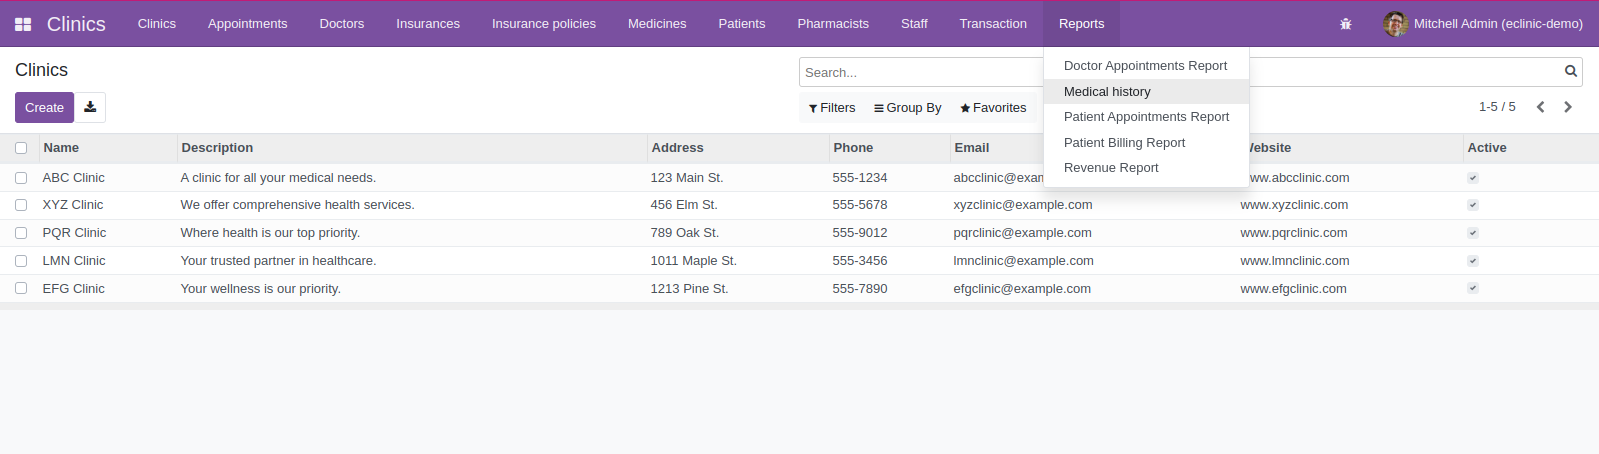 Clinics Clinics Appointments Doctors Insurances Insurance policies Medicines Patients Pharmacists Staff Transaction Reports Mitchell Admin (eclinic-demo)
Clinics
Search...
Create
Filters Group By Favorites
1-5 / 5
Doctor Appointments Report
Medical history
Patient Appointments Report
Patient Billing Report
Revenue Report
Name Description Address Phone Email ebsite Active
ABC Clinic A clinic for all your medical needs. 123 Main St. 555-1234 abcclinic@exam ww.abcclinic.com
XYZ Clinic We offer comprehensive health services. 456 Elm St. 555-5678 xyzclinic@example.com www.xyzclinic.com
PQR Clinic Where health is our top priority. 789 Oak St. 555-9012 pqrclinic@example.com www.pqrclinic.com
LMN Clinic Your trusted partner in healthcare. 1011 Maple St. 555-3456 lmnclinic@example.com www.lmnclinic.com
EFG Clinic Your wellness is our priority. 1213 Pine St. 555-7890 efgclinic@example.com www.efgclinic.com